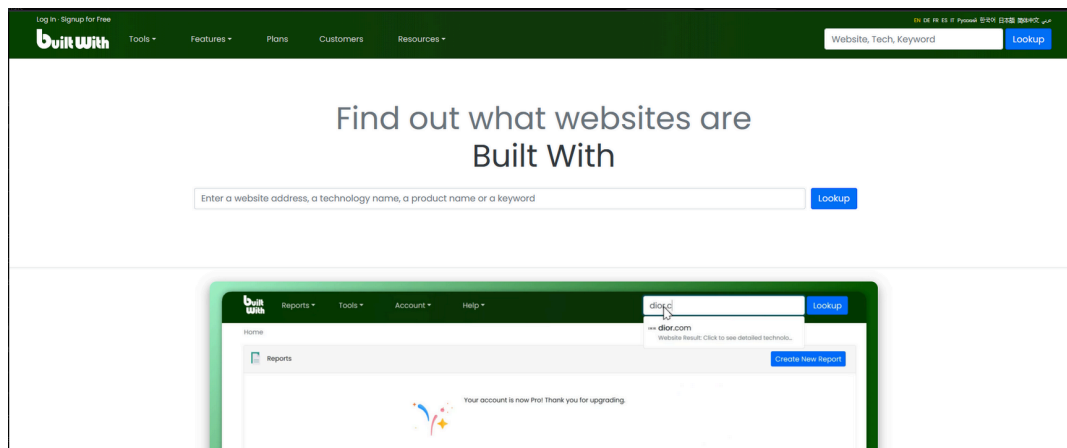 Log In · Signup for Free
EN DE FR ES IT Русский 한국어 日本語 简体中文 عربي
Built With
Tools
Features
Plans
Customers
Resources
Website, Tech, Keyword
Lookup
Find out what websites are
Built With
Enter a website address, a technology name, a product name or a keyword
Lookup
Built
With
Reports
Tools
Account
Help
dior.c
Lookup
dior.com
Website Result: Click to see detailed technolo...
Home
Reports
Create New Report
Your account is now Pro! Thank you for upgrading.